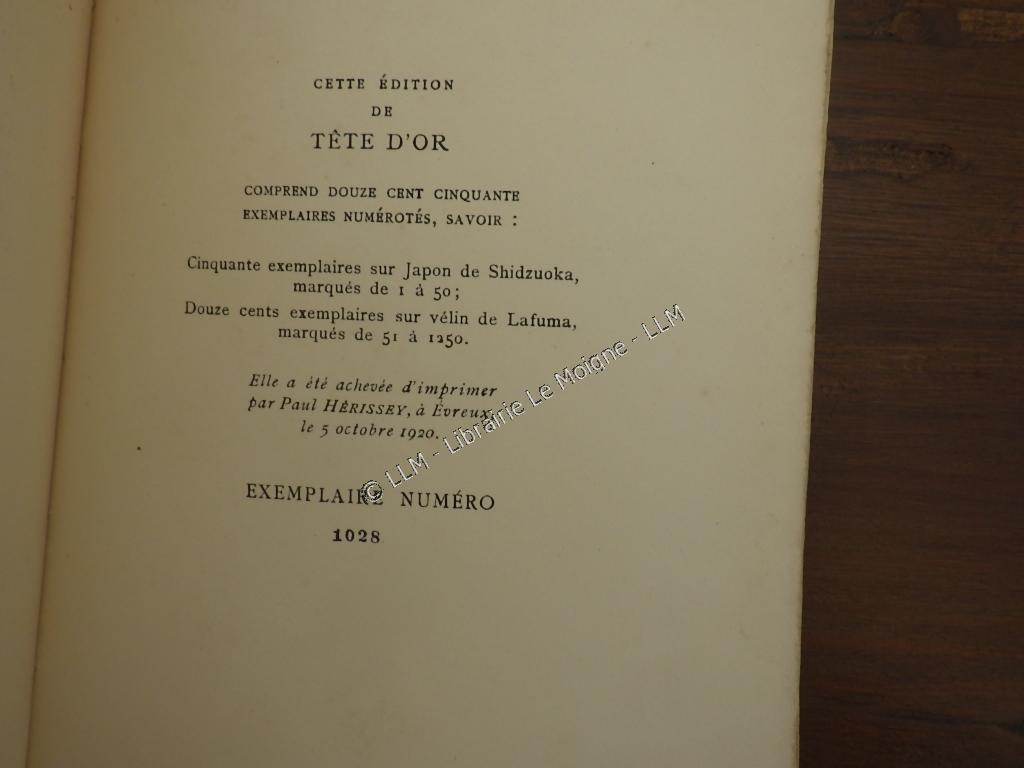 CETTE ÉDITION
DE
TÊTE D'OR
COMPREND DOUZE CENT CINQUANTE
EXEMPLAIRES NUMÉROTÉS, SAVOIR :
Cinquante exemplaires sur Japon de Shidzuoka,
marqués de 1 à 50;
Douze cents exemplaires sur vélin de Lafuma,
marqués de 51 à 1250.
Elle a été achevée d'imprimer
par Paul HÉRISSEY, à Évreux,
le 5 octobre 1920.
EXEMPLAIRE NUMÉRO
1028
© LLM - Librairie Le Moigne - LLM